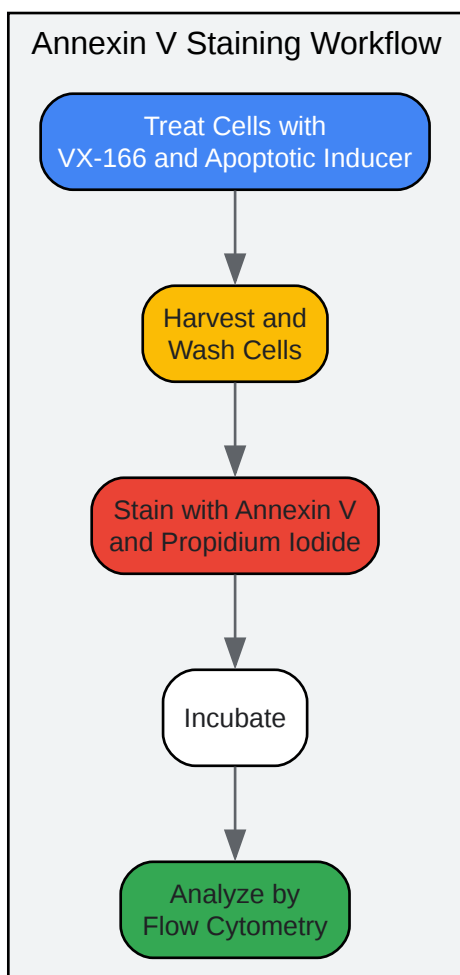 Annexin V Staining Workflow
Treat Cells with
VX-166 and Apoptotic Inducer
Harvest and
Wash Cells
Stain with Annexin V
and Propidium Iodide
Incubate
Analyze by
Flow Cytometry